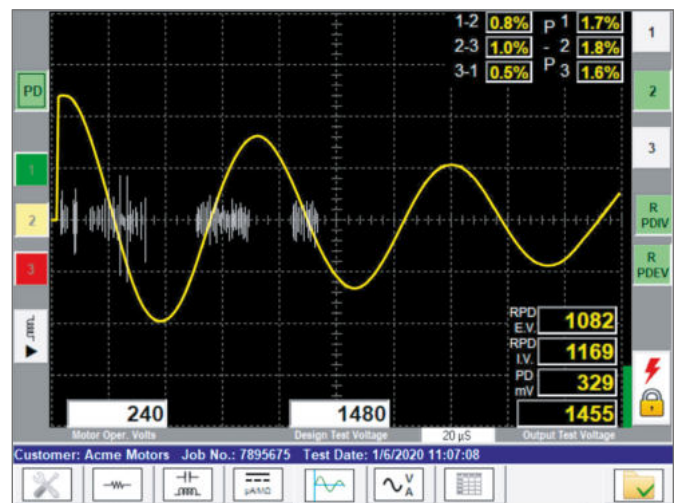 1-2 0.8% P 1 1.7%
2-3 1.0% - 2 1.8%
3-1 0.5% P 3 1.6%
PD
1
2
3
1
2
3
R PDIV
R PDEV
RPD E.V. 1082
RPD I.V. 1169
PD mV 329
240
1480
1455
Motor Oper. Volts
Design Test Voltage
20 µS
Output Test Voltage
Customer: Acme Motors Job No.: 7895675 Test Date: 1/6/2020 11:07:08
µA/MΩ
V
A